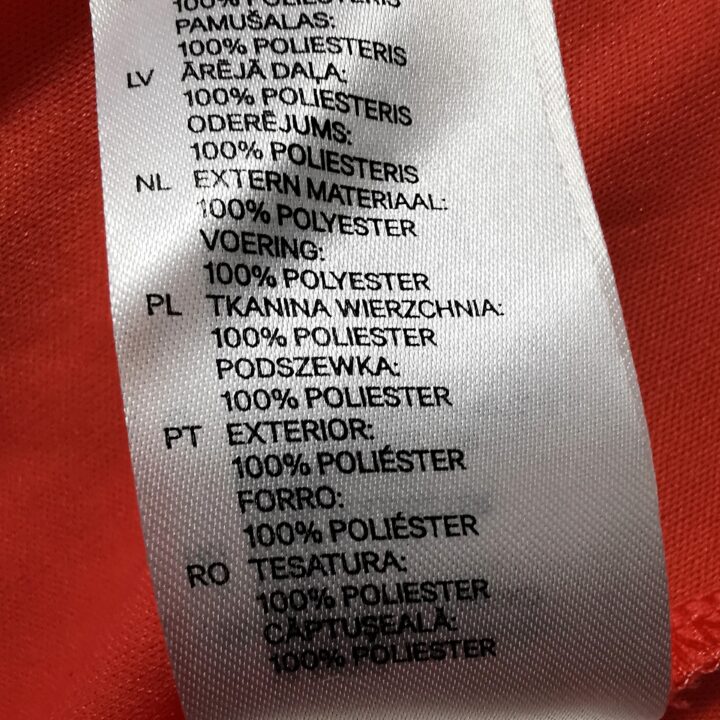 100% POLIESTERIS
PAMUŠALAS:
100% POLIESTERIS
LV ĀRĒJĀ DAĻA:
100% POLIESTERIS
ODERĒJUMS:
100% POLIESTERIS
NL EXTERN MATERIAAL:
100% POLYESTER
VOERING:
100% POLYESTER
PL TKANINA WIERZCHNIA:
100% POLIESTER
PODSZEWKA:
100% POLIESTER
PT EXTERIOR:
100% POLIÉSTER
FORRO:
100% POLIÉSTER
RO TESATURA:
100% POLIESTER
CĂPTUŞEALĂ:
100% POLIESTER